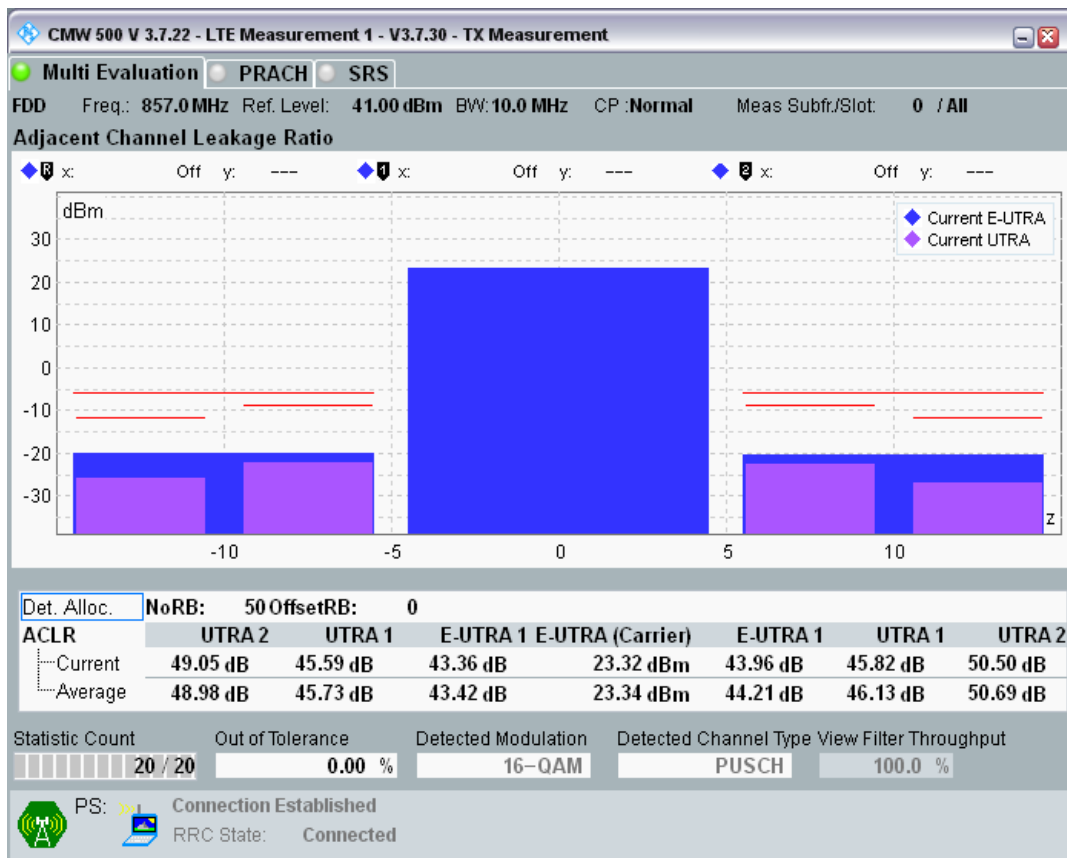 CMW 500 V 3.7.22 - LTE Measurement 1 - V3.7.30 - TX Measurement
Multi Evaluation PRACH SRS
FDD Freq.: 857.0 MHz Ref. Level: 41.00 dBm BW: 10.0 MHz CP :Normal Meas Subfr./Slot: 0 / All
Adjacent Channel Leakage Ratio
R x: Off y: --- 1 x: Off y: --- 2 x: Off y: ---
dBm
Current E-UTRA
Current UTRA
30
20
10
0
-10
-20
-30
z
-10 -5 0 5 10
Det. Alloc. NoRB: 50 OffsetRB: 0
ACLR UTRA 2 UTRA 1 E-UTRA 1 E-UTRA (Carrier) E-UTRA 1 UTRA 1 UTRA 2
Current 49.05 dB 45.59 dB 43.36 dB 23.32 dBm 43.96 dB 45.82 dB 50.50 dB
Average 48.98 dB 45.73 dB 43.42 dB 23.34 dBm 44.21 dB 46.13 dB 50.69 dB
Statistic Count Out of Tolerance Detected Modulation Detected Channel Type View Filter Throughput
20 / 20 0.00 % 16-QAM PUSCH 100.0 %
PS: Connection Established
RRC State: Connected